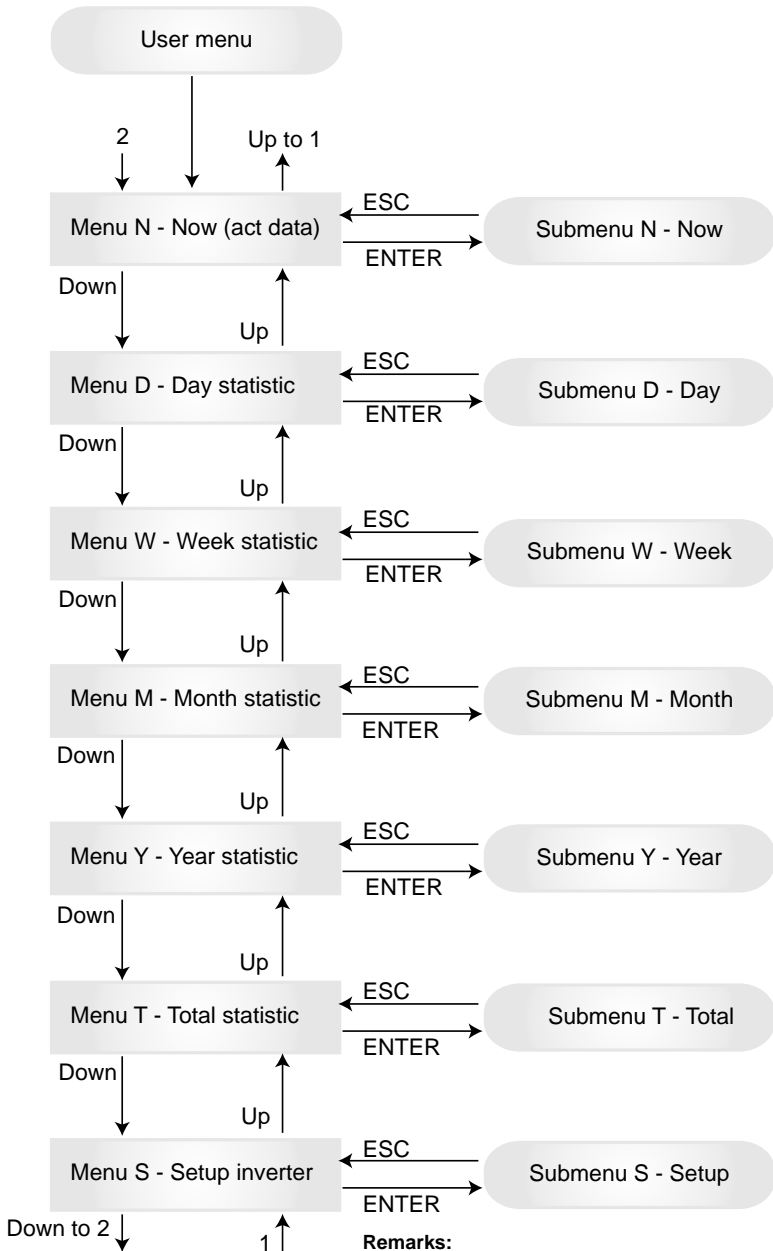 User menu
2
Up to 1
Menu N - Now (act data)
ESC
ENTER
Submenu N - Now
Down
Up
Menu D - Day statistic
ESC
ENTER
Submenu D - Day
Down
Up
Menu W - Week statistic
ESC
ENTER
Submenu W - Week
Down
Up
Menu M - Month statistic
ESC
ENTER
Submenu M - Month
Down
Up
Menu Y - Year statistic
ESC
ENTER
Submenu Y - Year
Down
Up
Menu T - Total statistic
ESC
ENTER
Submenu T - Total
Down
Up
Menu S - Setup inverter
ESC
ENTER
Submenu S - Setup
Down to 2
1
Remarks: